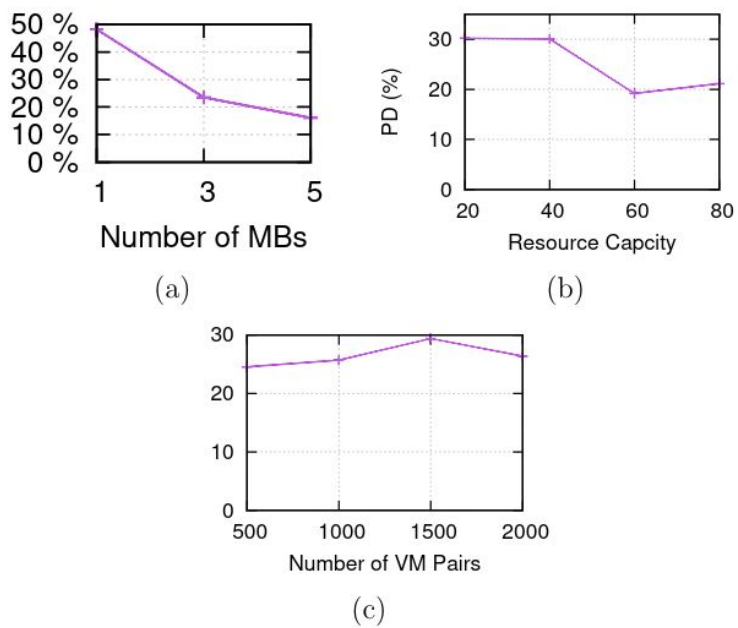 50 %
40 %
30 %
20 %
10 %
0 %
1 3 5
Number of MBs
(a)
PD (%)
30
20
10
0
20 40 60 80
Resource Capcity
(b)
30
20
10
0
500 1000 1500 2000
Number of VM Pairs
(c)